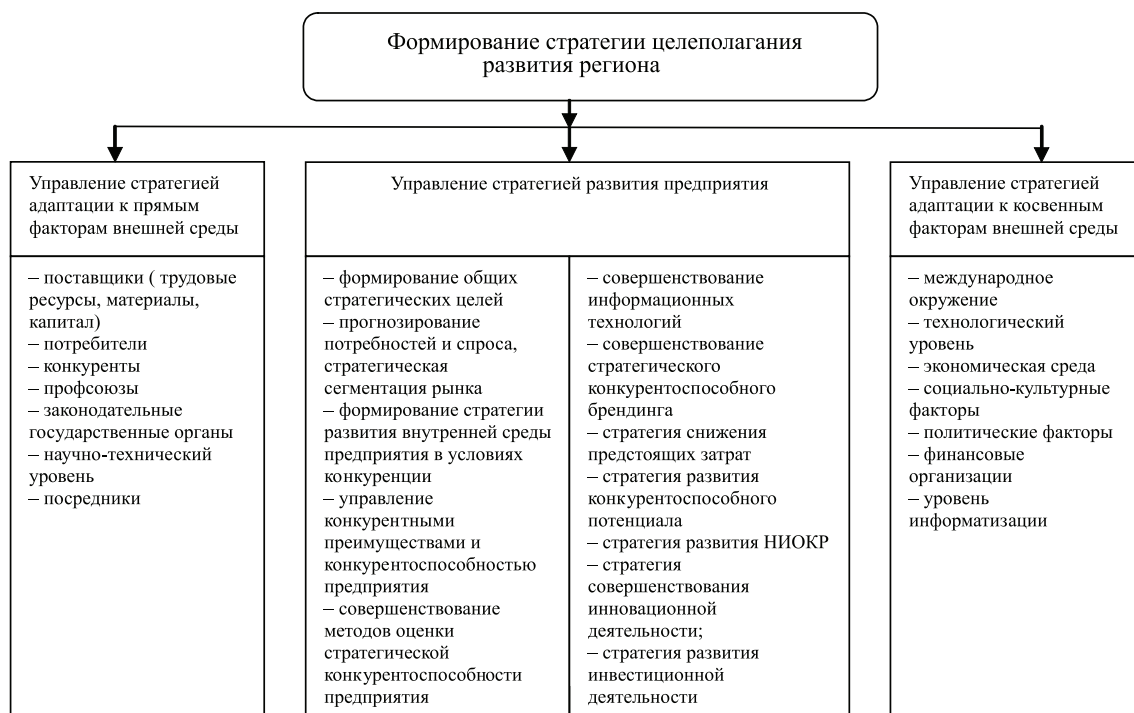 Формирование стратегии целеполагания
развития региона
Управление стратегией
адаптации к прямым
факторам внешней среды
– поставщики ( трудовые
ресурсы, материалы,
капитал)
– потребители
– конкуренты
– профсоюзы
– законодательные
государственные органы
– научно-технический
уровень
– посредники
Управление стратегией развития предприятия
– формирование общих
стратегических целей
– прогнозирование
потребностей и спроса,
стратегическая
сегментация рынка
– формирование стратегии
развития внутренней среды
предприятия в условиях
конкуренции
– управление
конкурентными
преимуществами и
конкурентоспособностью
предприятия
– совершенствование
методов оценки
стратегической
конкурентоспособности
предприятия
– совершенствование
информационных
технологий
– совершенствование
стратегического
конкурентоспособного
брендинга
– стратегия снижения
предстоящих затрат
– стратегия развития
конкурентоспособного
потенциала
– стратегия развития НИОКР
– стратегия
совершенствования
инновационной
деятельности;
– стратегия развития
инвестиционной
деятельности
Управление стратегией
адаптации к косвенным
факторам внешней среды
– международное
окружение
– технологический
уровень
– экономическая среда
– социально-культурные
факторы
– политические факторы
– финансовые
организации
– уровень
информатизации